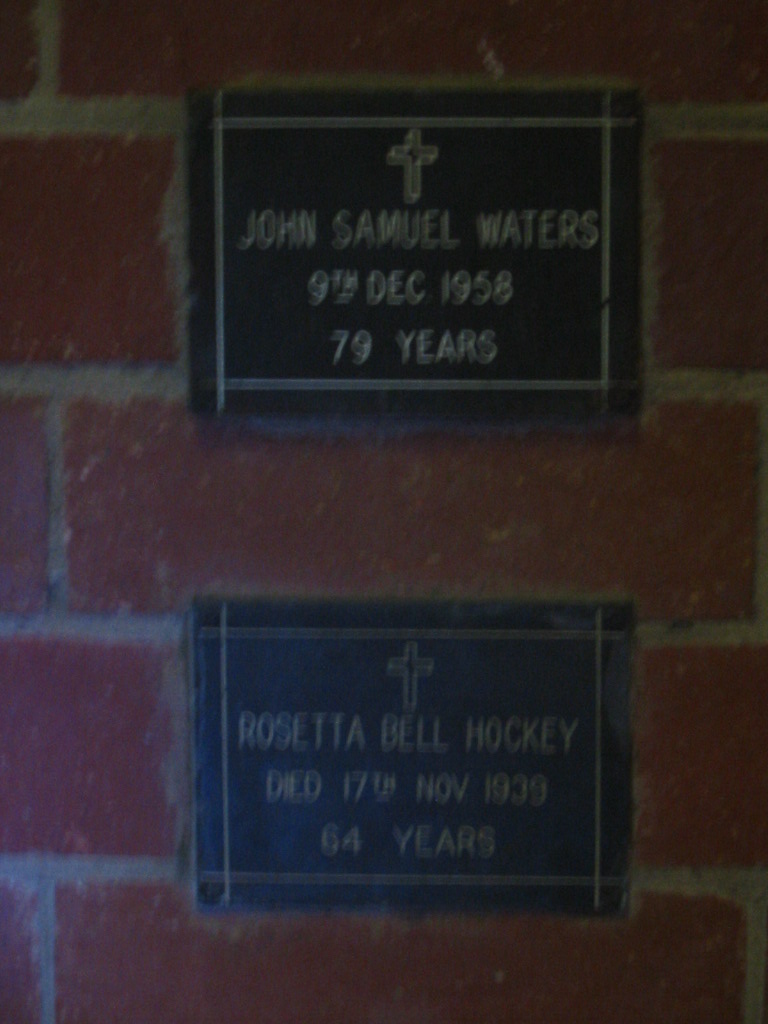 JOHN SAMUEL WATERS
9TH DEC 1958
79 YEARS
ROSETTA BELL HOCKEY
DIED 17TH NOV 1939
64 YEARS